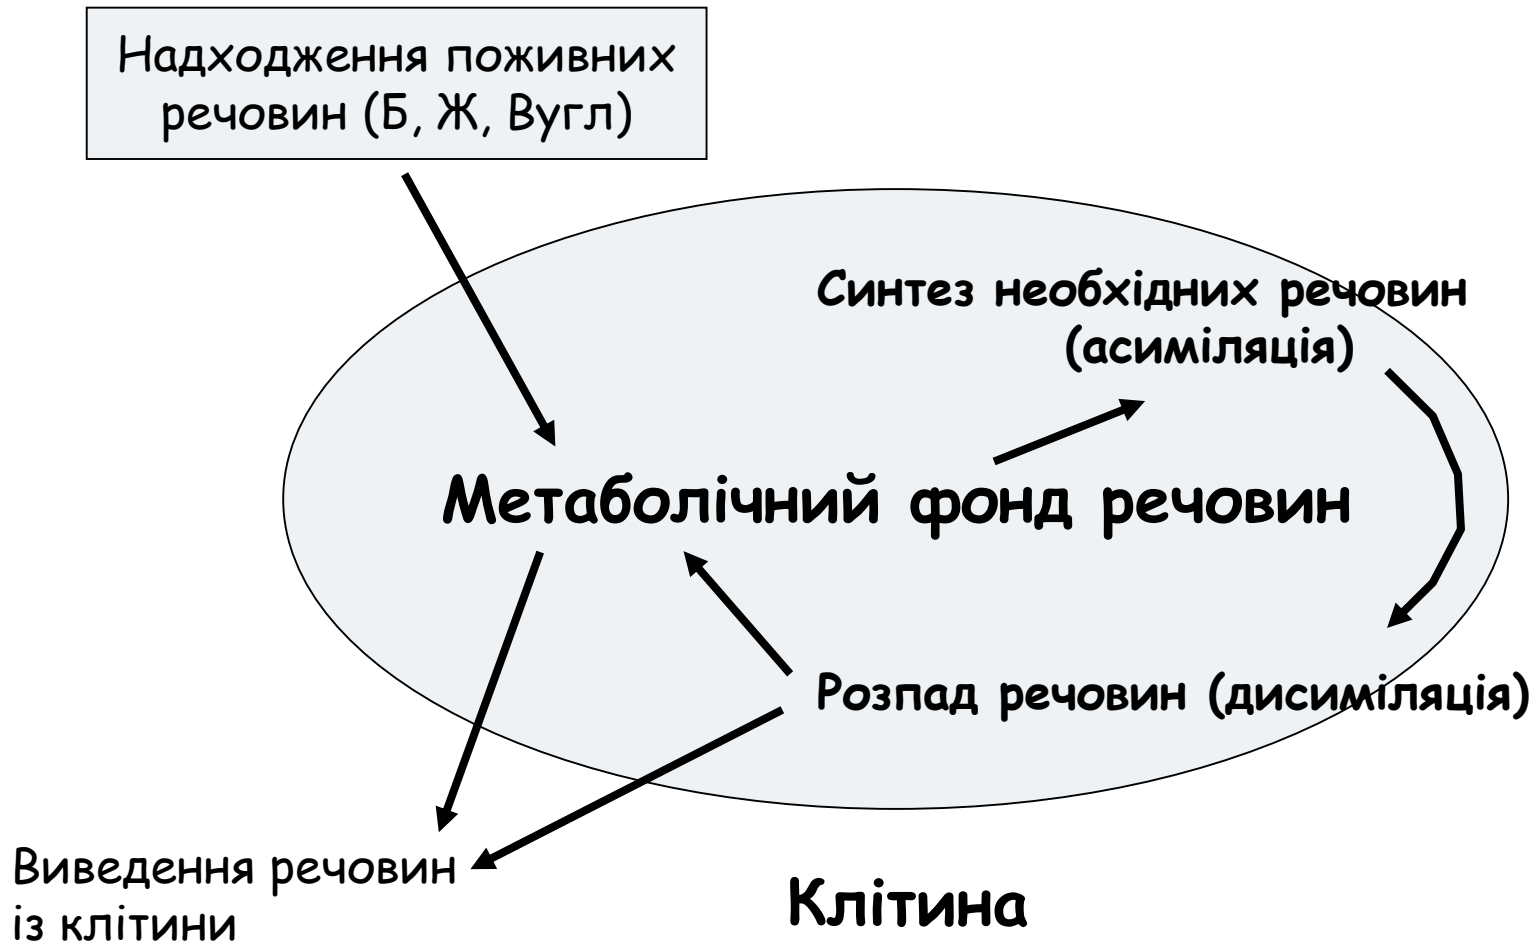 Надходження поживних
речовин (Б, Ж, Вугл)
Синтез необхідних речовин
(асиміляція)
Метаболічний фонд речовин
Розпад речовин (дисиміляція)
Виведення речовин
із клітини
Клітина